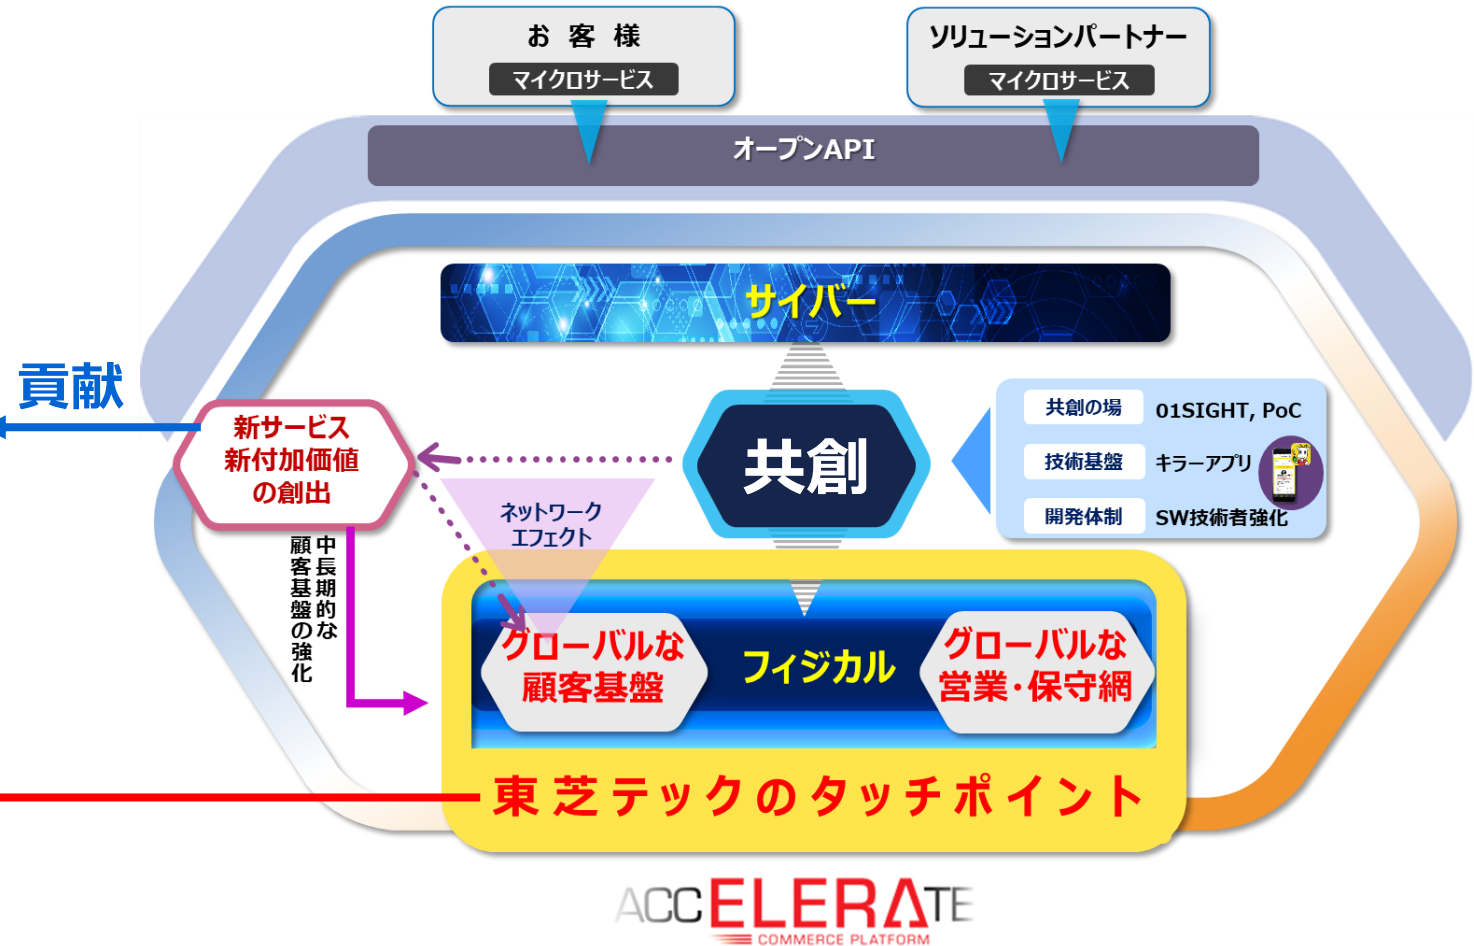 お客様
マイクロサービス
ソリューションパートナー
マイクロサービス
オープンAPI
サイバー
貢献
新サービス
新付加価値
の創出
共創
共創の場
01SIGHT, PoC
技術基盤
キラーアプリ
開発体制
SW技術者強化
ネットワーク
エフェクト
中長期的な
顧客基盤の強化
グローバルな
顧客基盤
フィジカル
グローバルな
営業・保守網
東芝テックのタッチポイント
ACCELERATE
COMMERCE PLATFORM